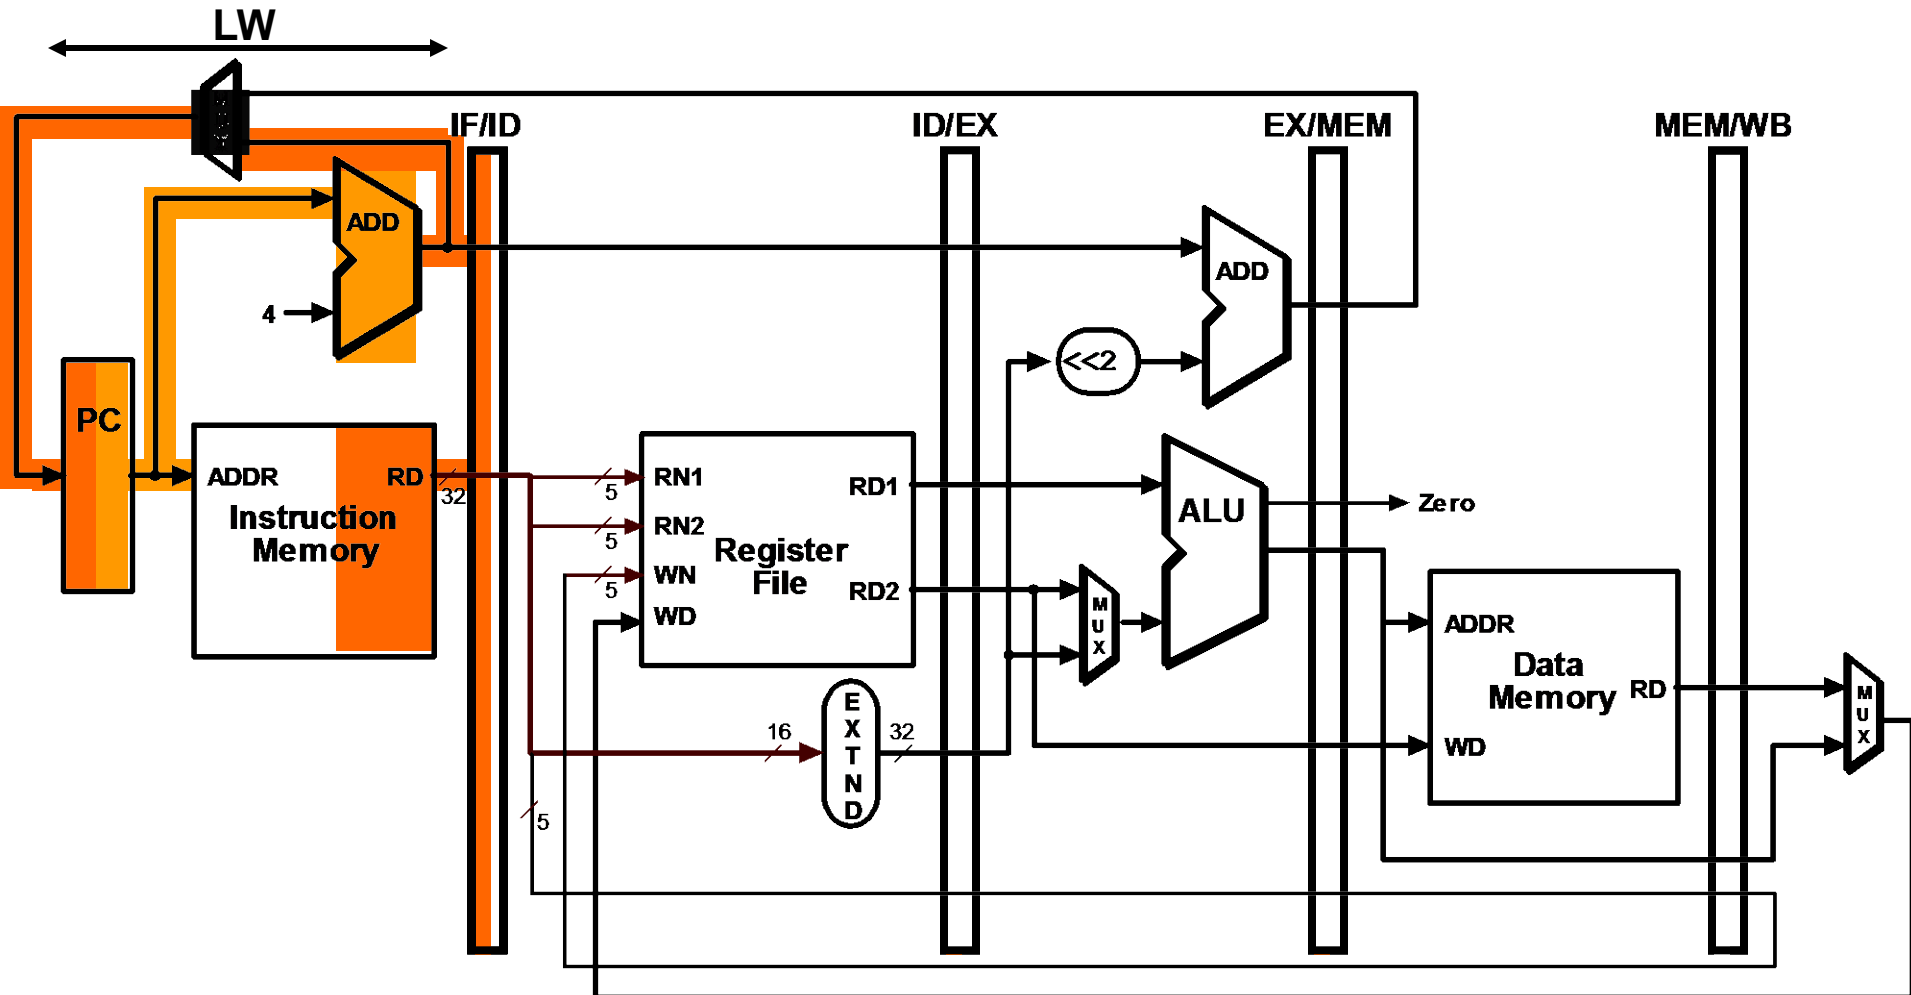 LW
IF/ID
ID/EX
EX/MEM
MEM/WB
ADD
4
ADD
<<2
PC
ADDR
RD
32
Instruction
Memory
RN1
5
RN2
5
WN
5
WD
Register
File
RD1
RD2
16
E
X
T
N
D
32
5
M
U
X
ALU
Zero
ADDR
Data
Memory
RD
WD
M
U
X